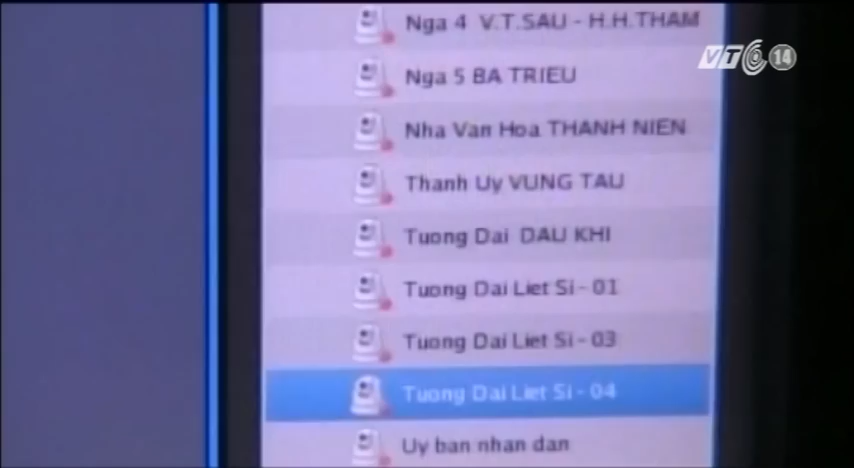 Nga 4 V.T.SAU - H.H.THAM
VTC 14
Nga 5 BA TRIEU
Nha Van Hoa THANH NIEN
Thanh Uy VUNG TAU
Tuong Dai DAU KHI
Tuong Dai Liet Si - 01
Tuong Dai Liet Si - 03
Tuong Dai Liet Si - 04
Uy ban nhan dan